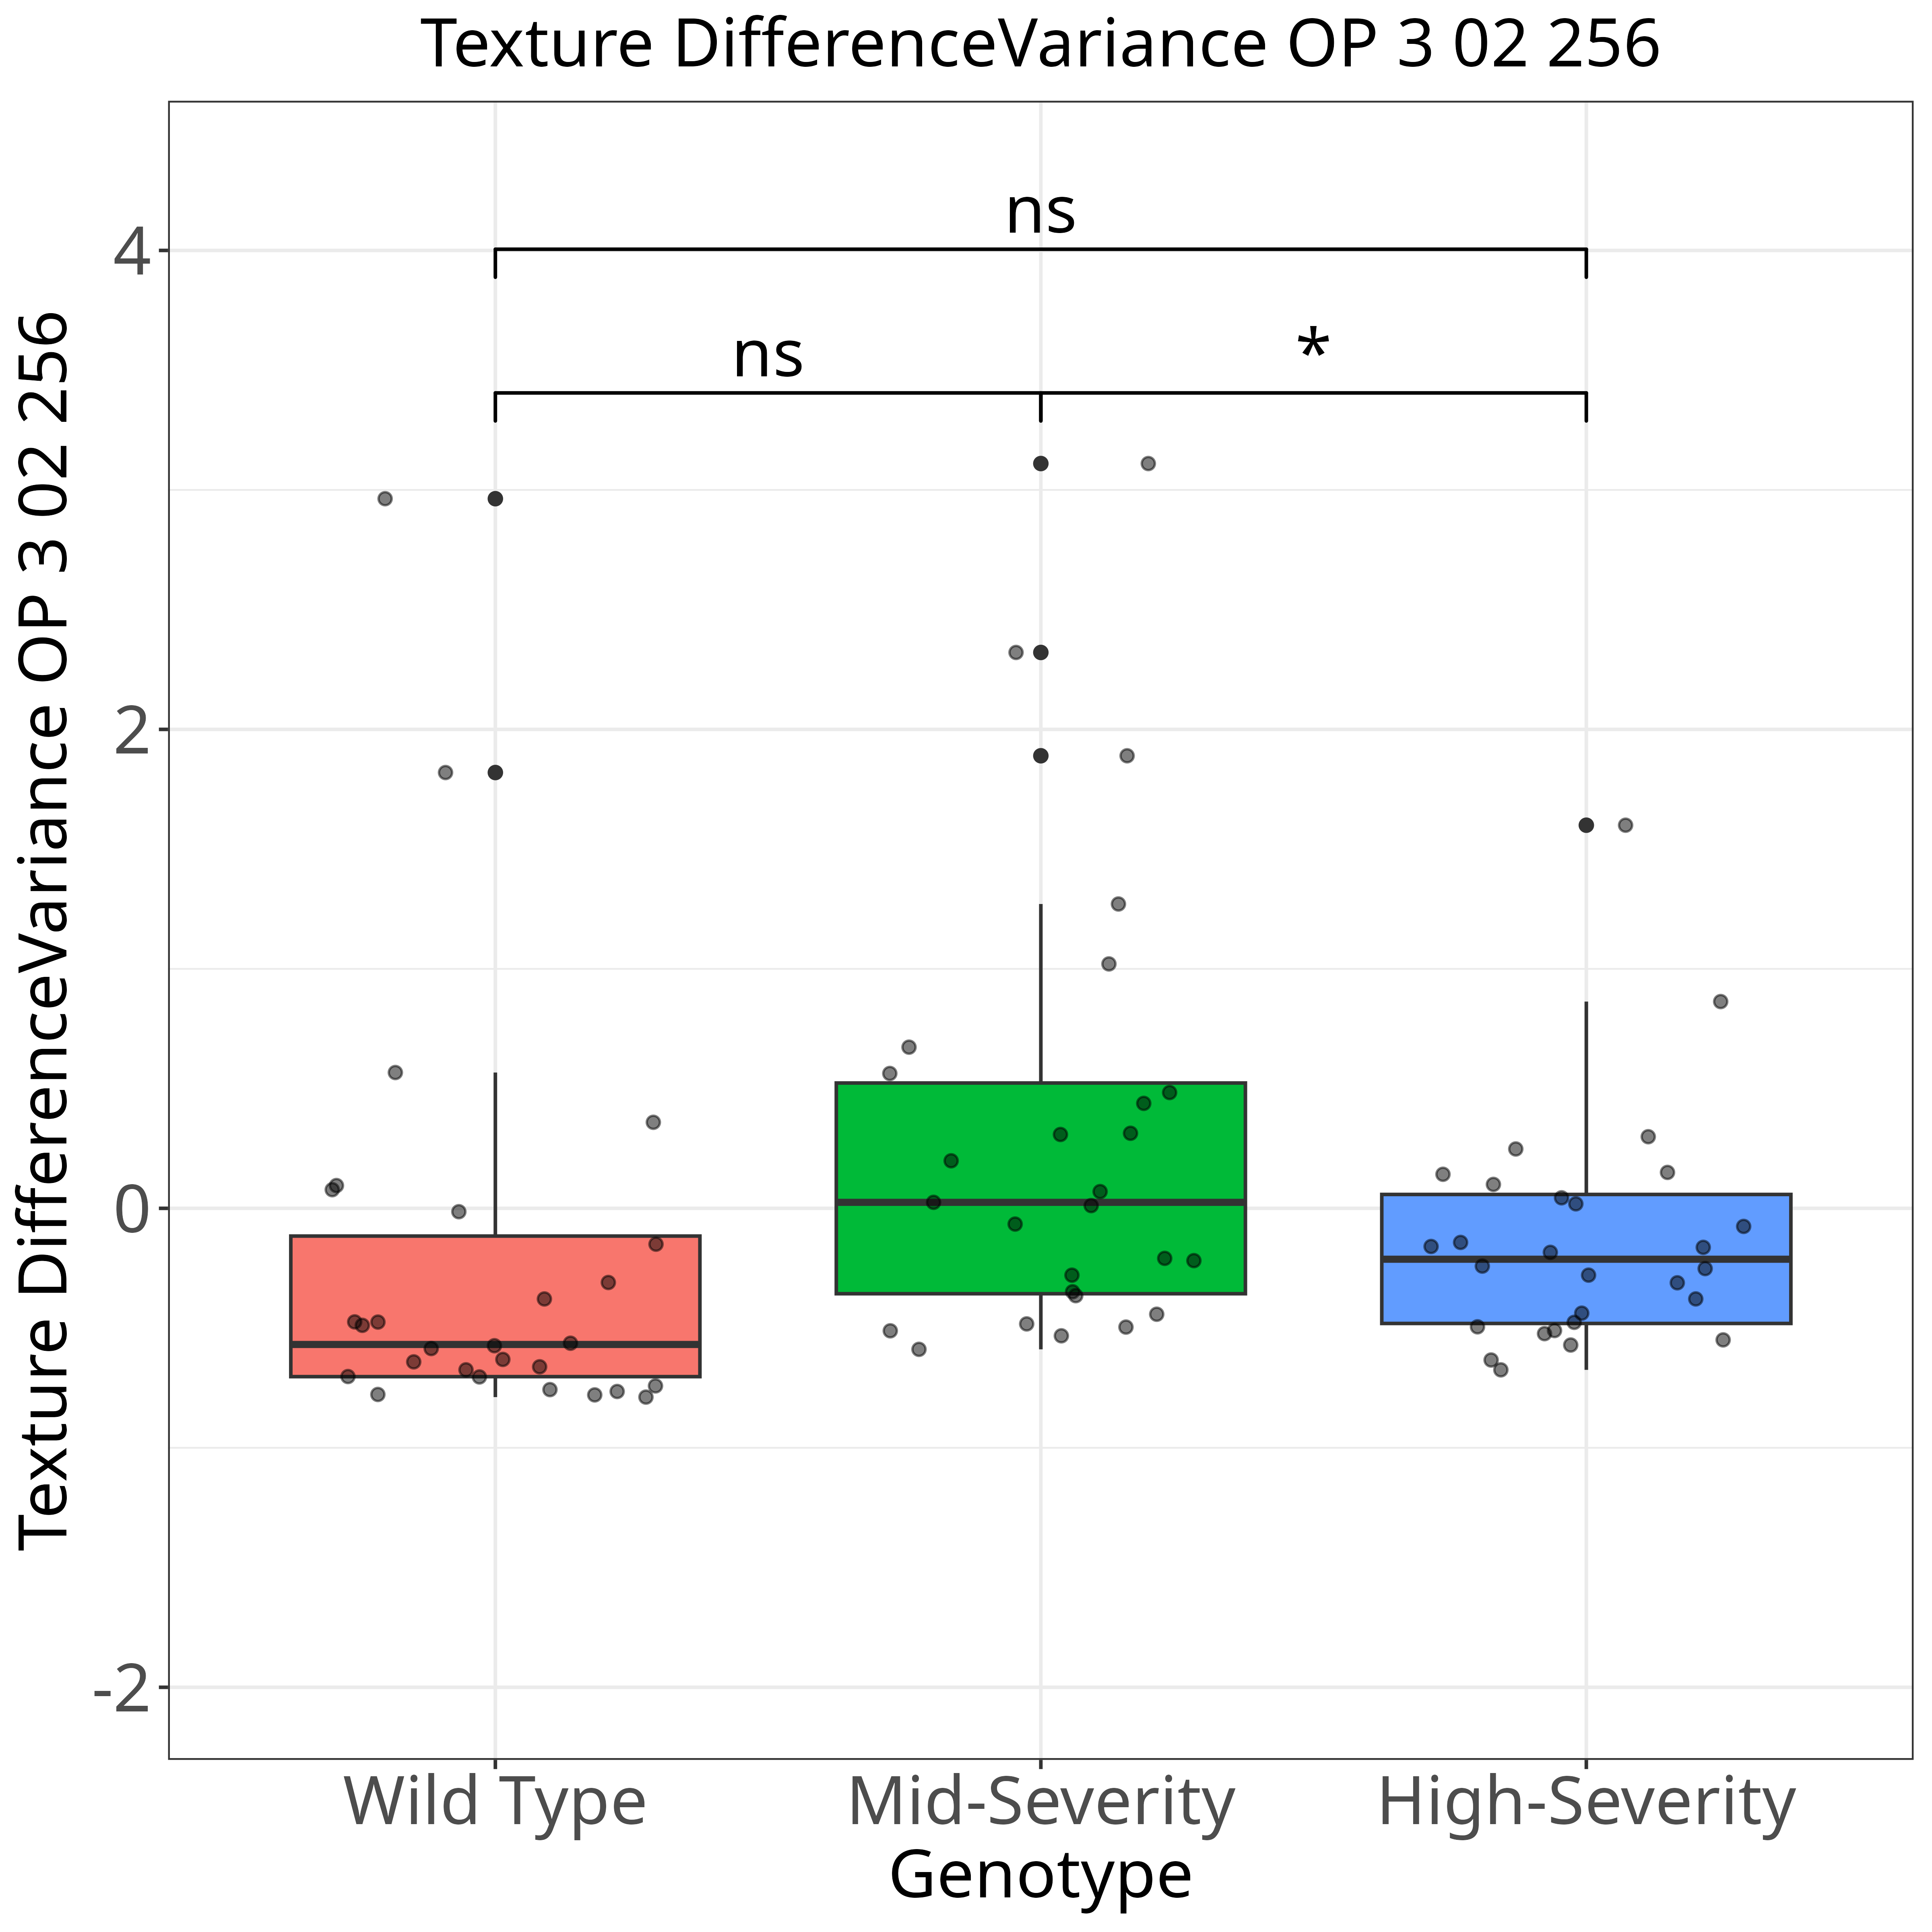 Texture DifferenceVariance OP 3 02 256
Texture DifferenceVariance OP 3 02 256
4
2
0
-2
ns
ns
*
Wild Type
Mid-Severity
High-Severity
Genotype